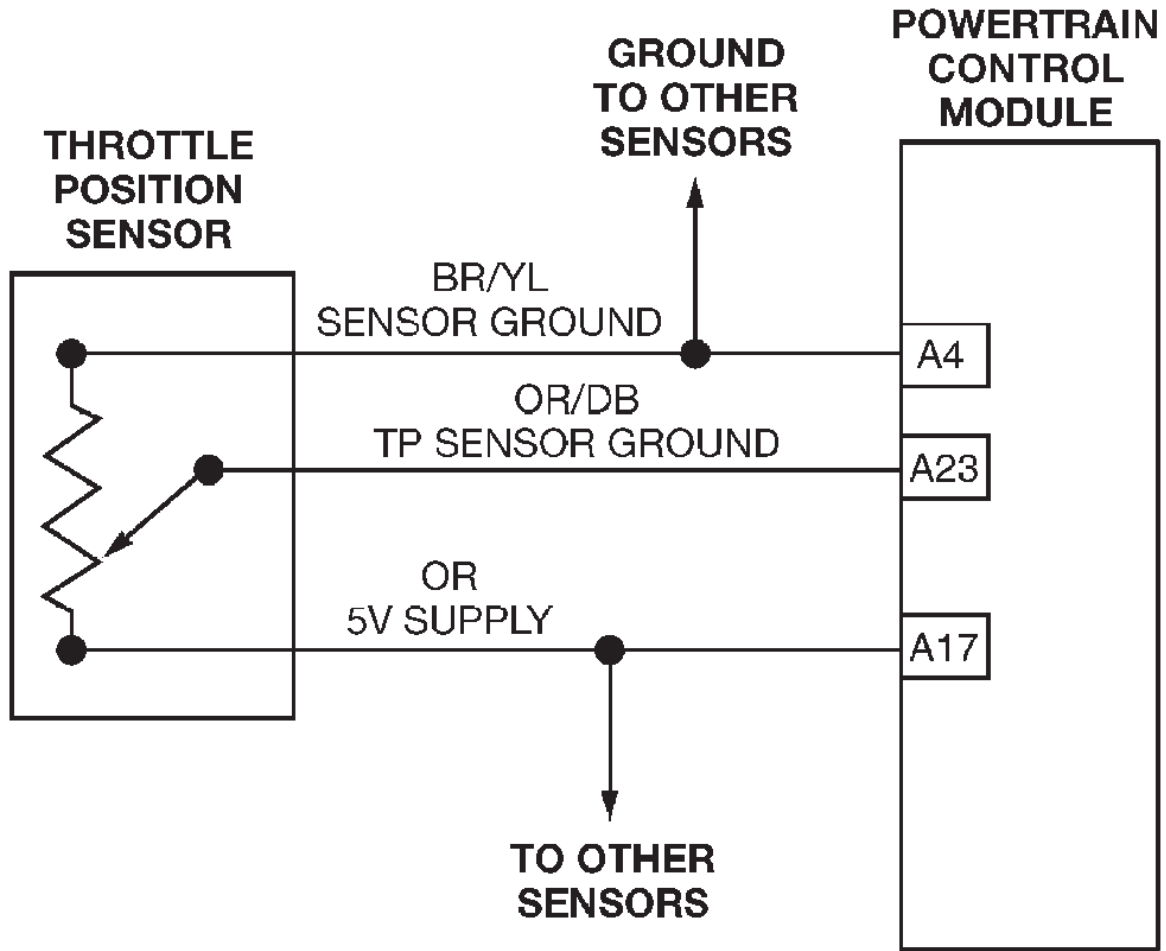 POWERTRAIN
CONTROL
MODULE
GROUND
TO OTHER
SENSORS
THROTTLE
POSITION
SENSOR
BR/YL
SENSOR GROUND
A4
OR/DB
TP SENSOR GROUND
A23
OR
5V SUPPLY
A17
TO OTHER
SENSORS